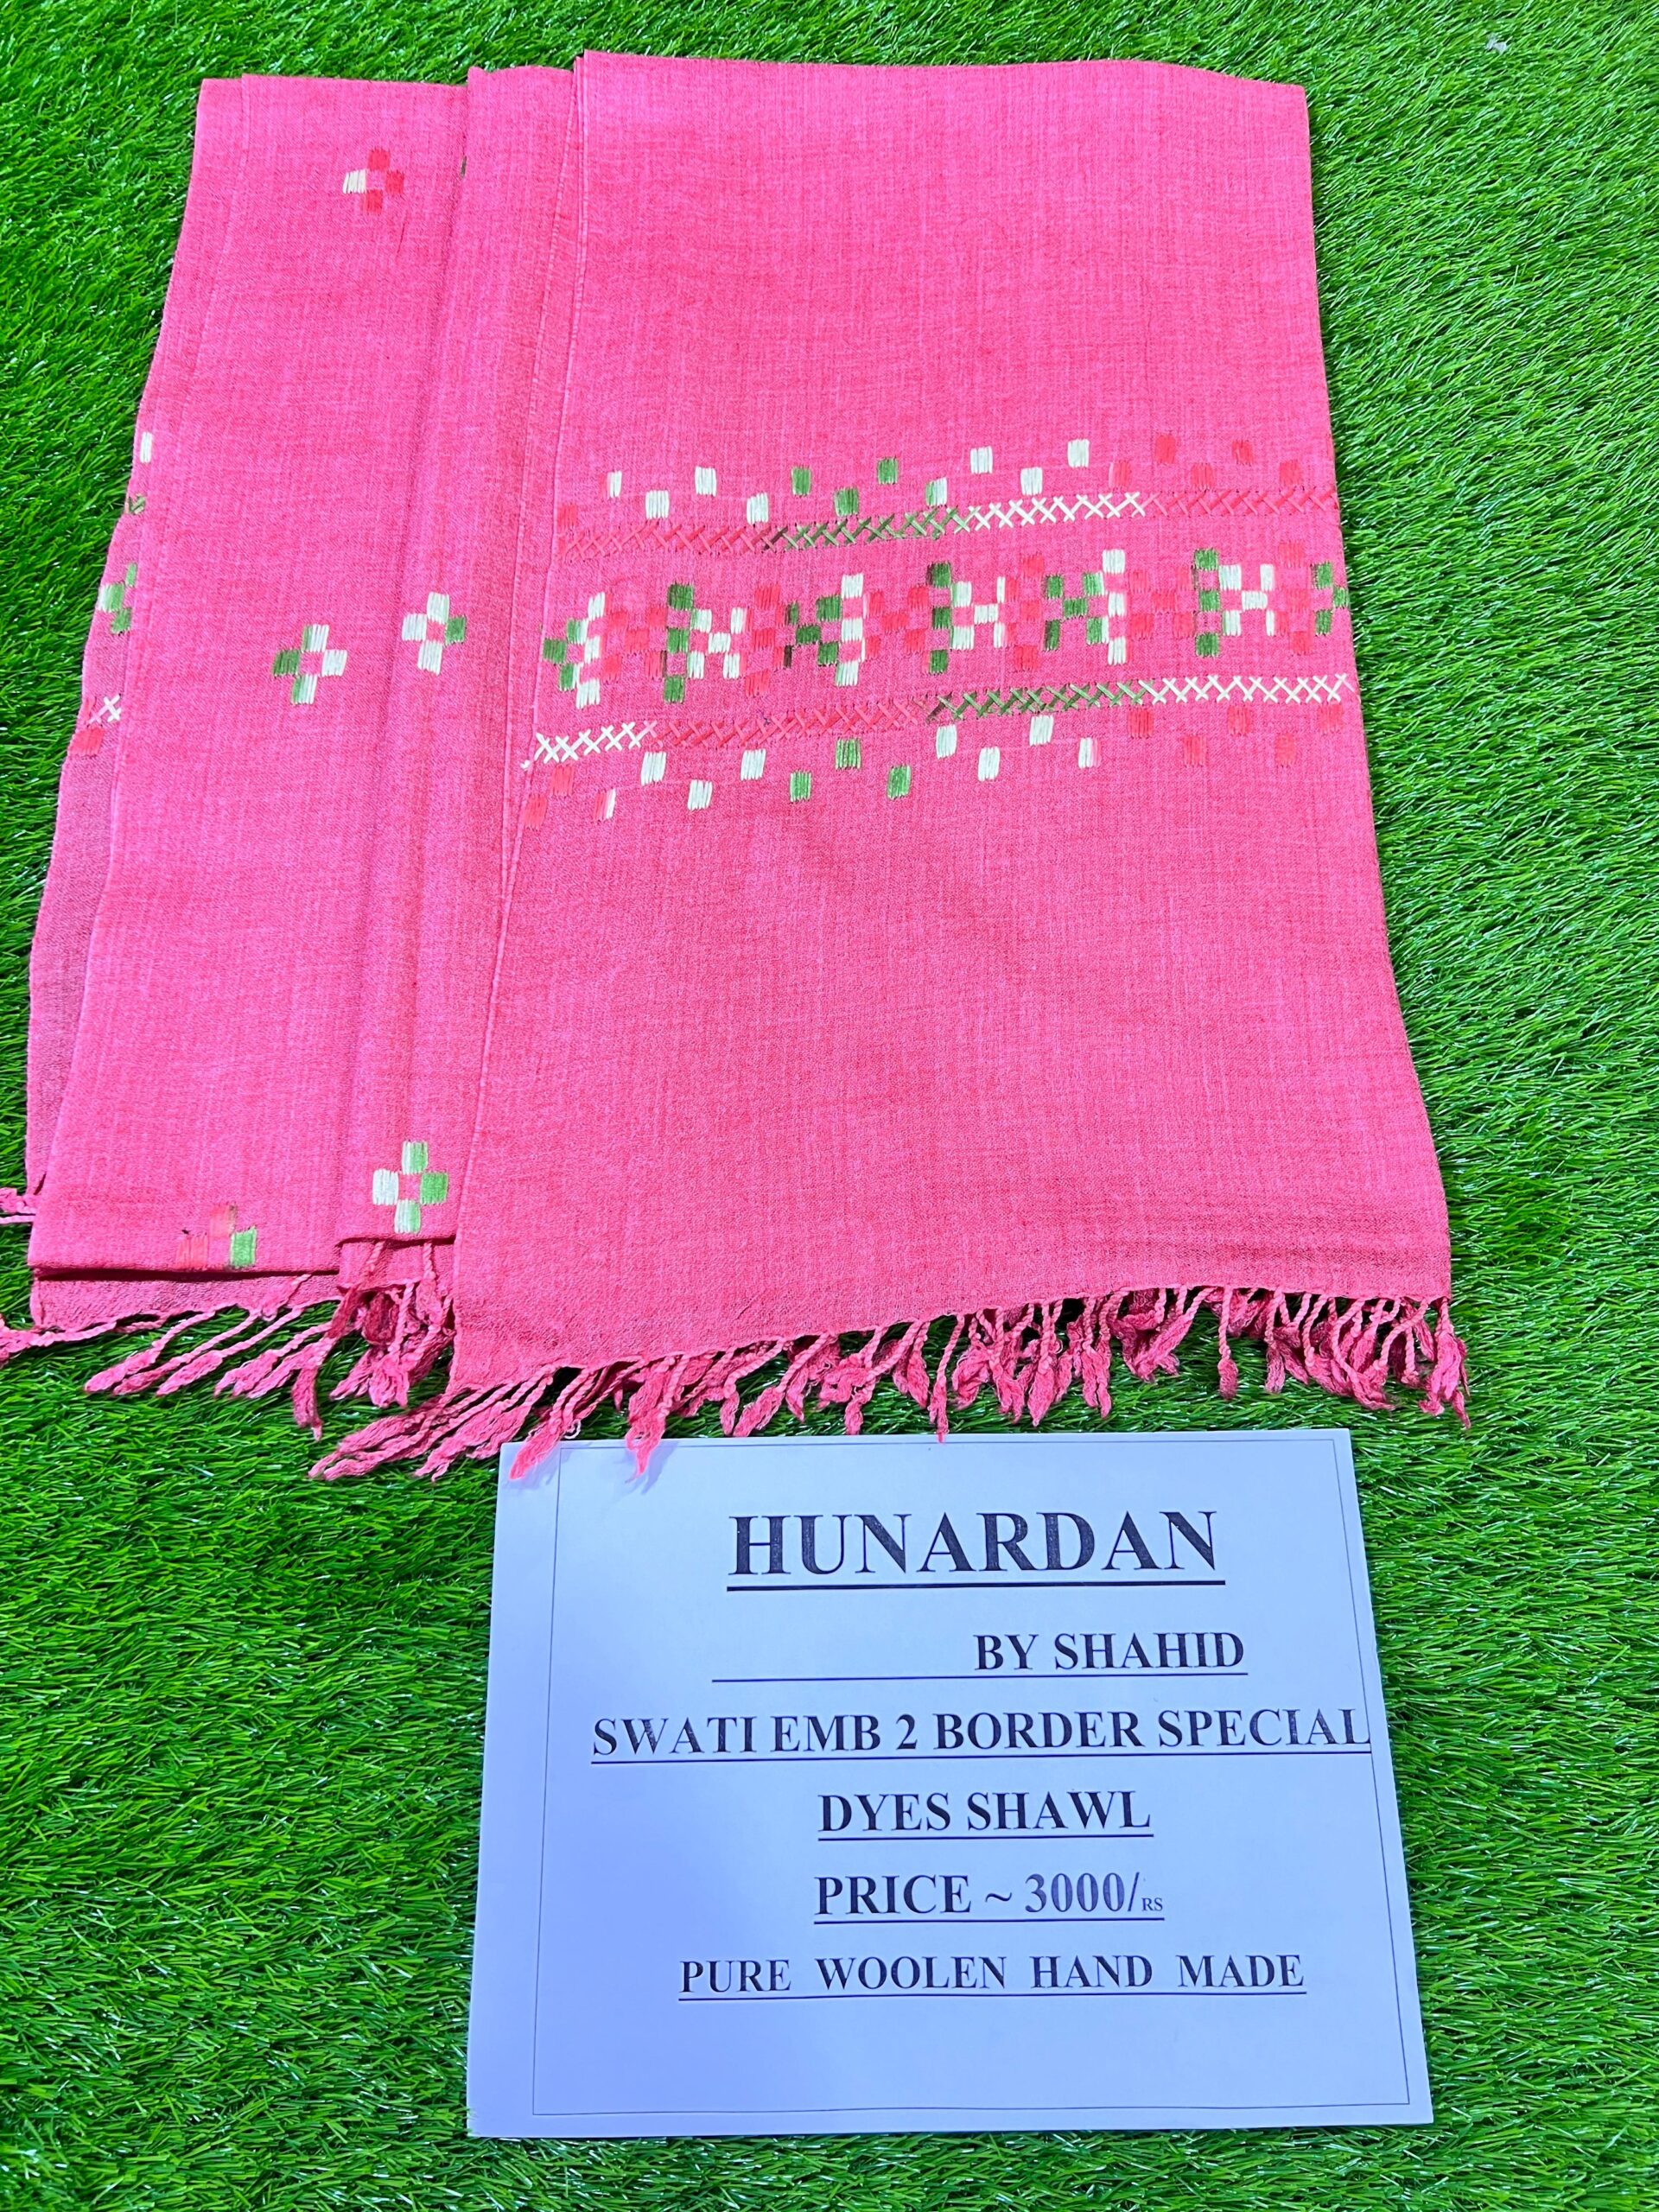 HUNARDAN
BY SHAHID
SWATI EMB 2 BORDER SPECIAL
DYES SHAWL
PRICE ~ 3000/RS
PURE WOOLEN HAND MADE